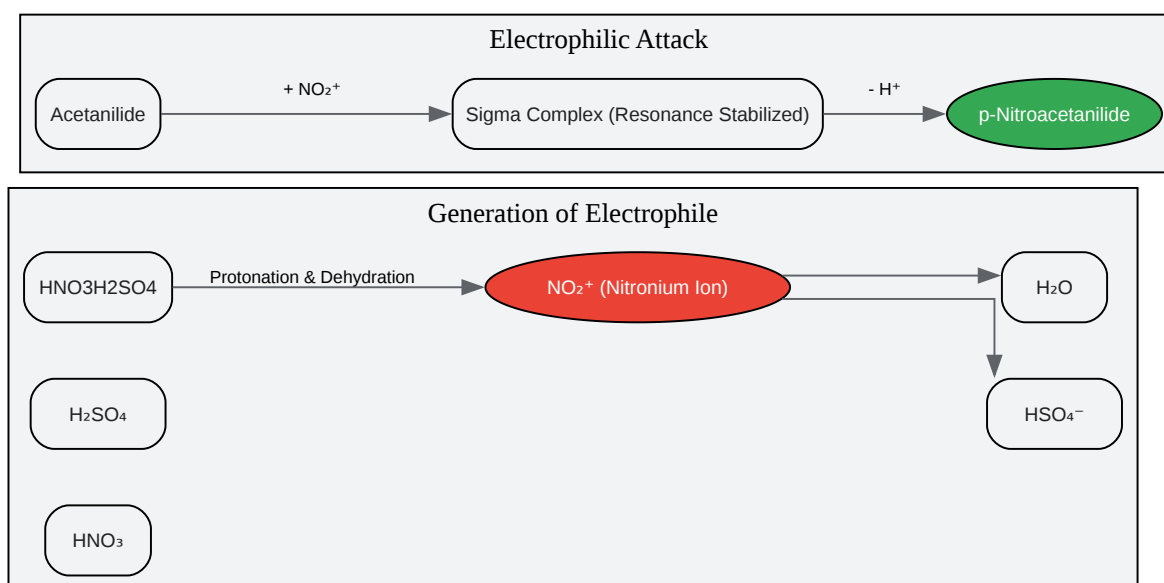 Electrophilic Attack
Acetanilide
+ NO₂⁺
Sigma Complex (Resonance Stabilized)
- H⁺
p-Nitroacetanilide
Generation of Electrophile
HNO3H2SO4
Protonation & Dehydration
NO₂⁺ (Nitronium Ion)
H₂O
H₂SO₄
HSO₄⁻
HNO₃